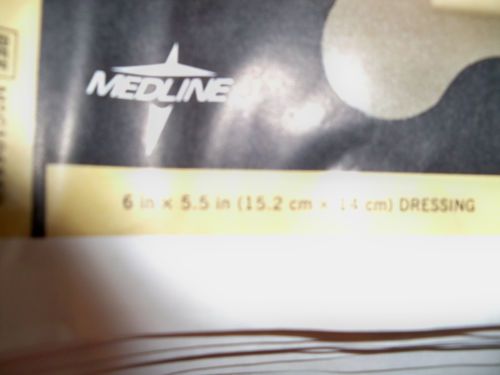 MEDLINE
6 in x 5.5 in (15.2 cm x 14 cm) DRESSING